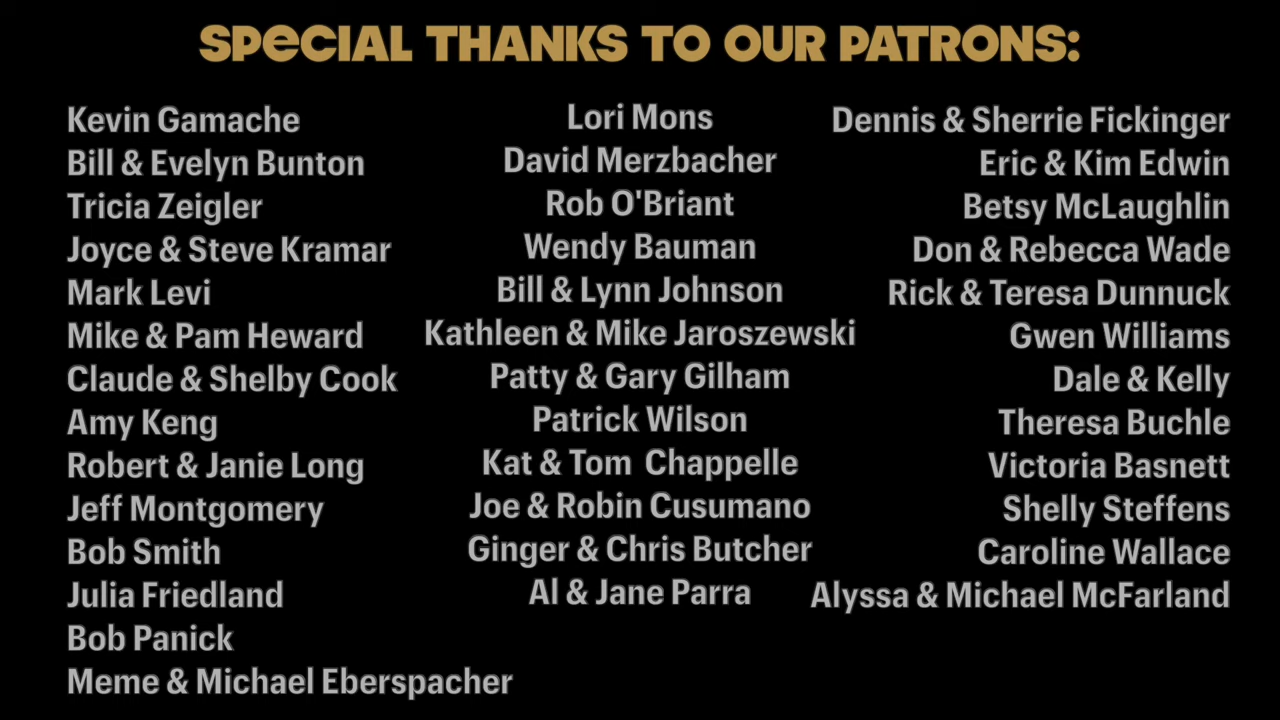 SPECIAL THANKS TO OUR PATRONS:
Kevin Gamache
Bill & Evelyn Bunton
Tricia Zeigler
Joyce & Steve Kramar
Mark Levi
Mike & Pam Heward
Claude & Shelby Cook
Amy Keng
Robert & Janie Long
Jeff Montgomery
Bob Smith
Julia Friedland
Bob Panick
Meme & Michael Eberspacher
Lori Mons
David Merzbacher
Rob O'Briant
Wendy Bauman
Bill & Lynn Johnson
Kathleen & Mike Jaroszewski
Patty & Gary Gilham
Patrick Wilson
Kat & Tom  Chappelle
Joe & Robin Cusumano
Ginger & Chris Butcher
Al & Jane Parra
Dennis & Sherrie Fickinger
Eric & Kim Edwin
Betsy McLaughlin
Don & Rebecca Wade
Rick & Teresa Dunnuck
Gwen Williams
Dale & Kelly
Theresa Buchle
Victoria Basnett
Shelly Steffens
Caroline Wallace
Alyssa & Michael McFarland